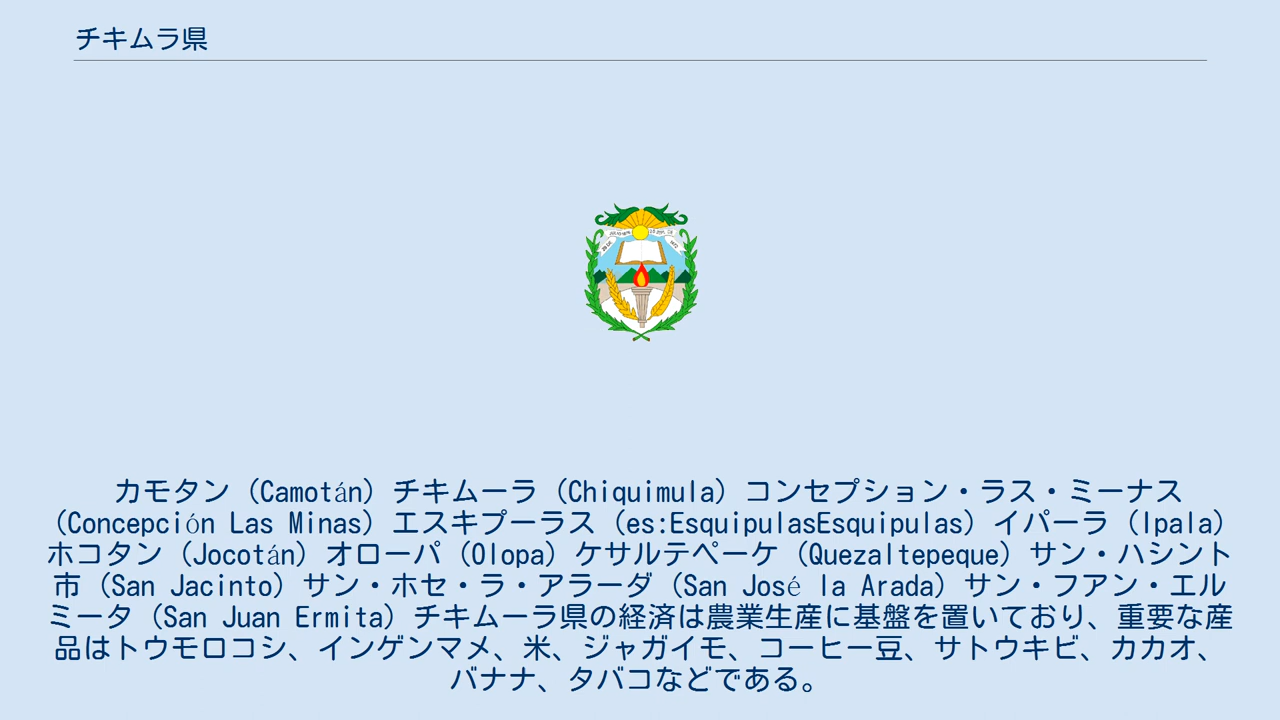 チキムラ県
カモタン（Camotán）チキムーラ（Chiquimula）コンセプション・ラス・ミーナス
（Concepción Las Minas）エスキプーラス（es:EsquipulasEsquipulas）イパーラ（Ipala）
ホコタン（Jocotán）オローパ（Olopa）ケサルテペーケ（Quezaltepeque）サン・ハシント
市（San Jacinto）サン・ホセ・ラ・アラーダ（San José la Arada）サン・フアン・エル
ミータ（San Juan Ermita）チキムーラ県の経済は農業生産に基盤を置いており、重要な産
品はトウモロコシ、インゲンマメ、米、ジャガイモ、コーヒー豆、サトウキビ、カカオ、
バナナ、タバコなどである。